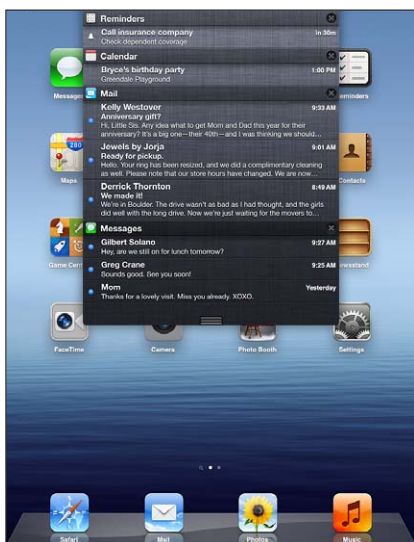 Reminders
Call insurance company in 30m
Check dependent coverage
Calendar
Bryce's birthday party 1:00 PM
Greendale Playground
Mail
Kelly Westover 9:33 AM
Anniversary gift?
Hi, Little Sis. Any idea what to get Mom and Dad this year for their
anniversary? It's a big one—their 40th—and I was thinking we should...
Jewels by Jorja 9:01 AM
Ready for pickup.
Hello. Your ring has been resized, and we did a complimentary cleaning
as well. Please note that our store hours have changed. We are now...
Derrick Thornton 8:49 AM
We made it!
We're in Boulder. The drive wasn't as bad as I had thought, and the girls
did well with the long drive. Now we're just waiting for the movers to...
Messages
Gilbert Solano 9:27 AM
Hey, are we still on for lunch tomorrow?
Greg Crane 9:25 AM
Sounds good. See you soon!
Mom Yesterday
Thanks for a lovely visit. Miss you already. XOXO.
Messages
Reminders
280
Maps
Contacts
Game Cent
wsstand
FaceTime
Camera
Photo Booth
Settings
Safari
Mail
Photos
Music